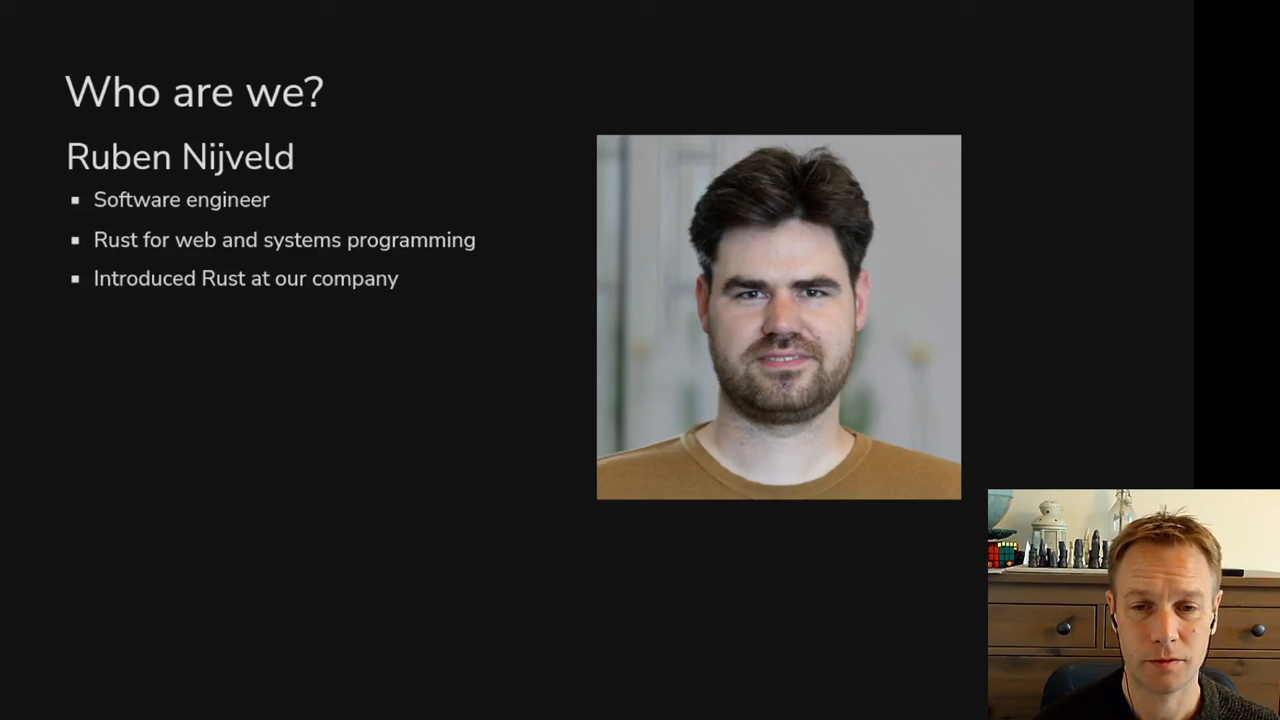 Who are we?
Ruben Nijveld
Software engineer
Rust for web and systems programming
Introduced Rust at our company